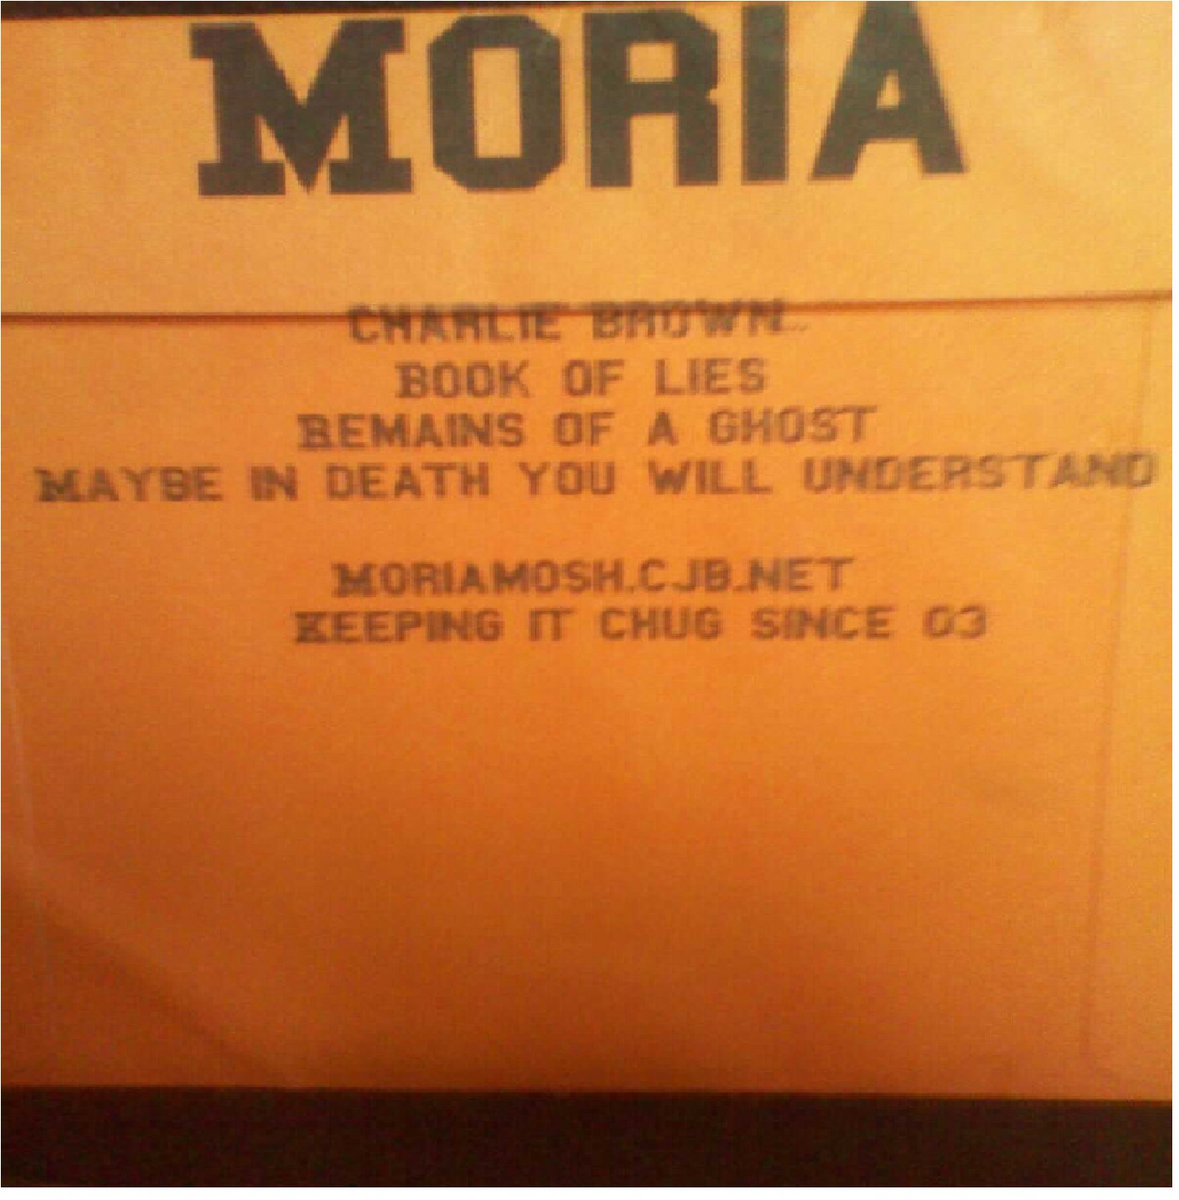 MORIA
CHARLIE BROWN..
BOOK OF LIES
REMAINS OF A GHOST
MAYBE IN DEATH YOU WILL UNDERSTAND
MORIAMOSH.CJB.NET
KEEPING IT CHUG SINCE 03